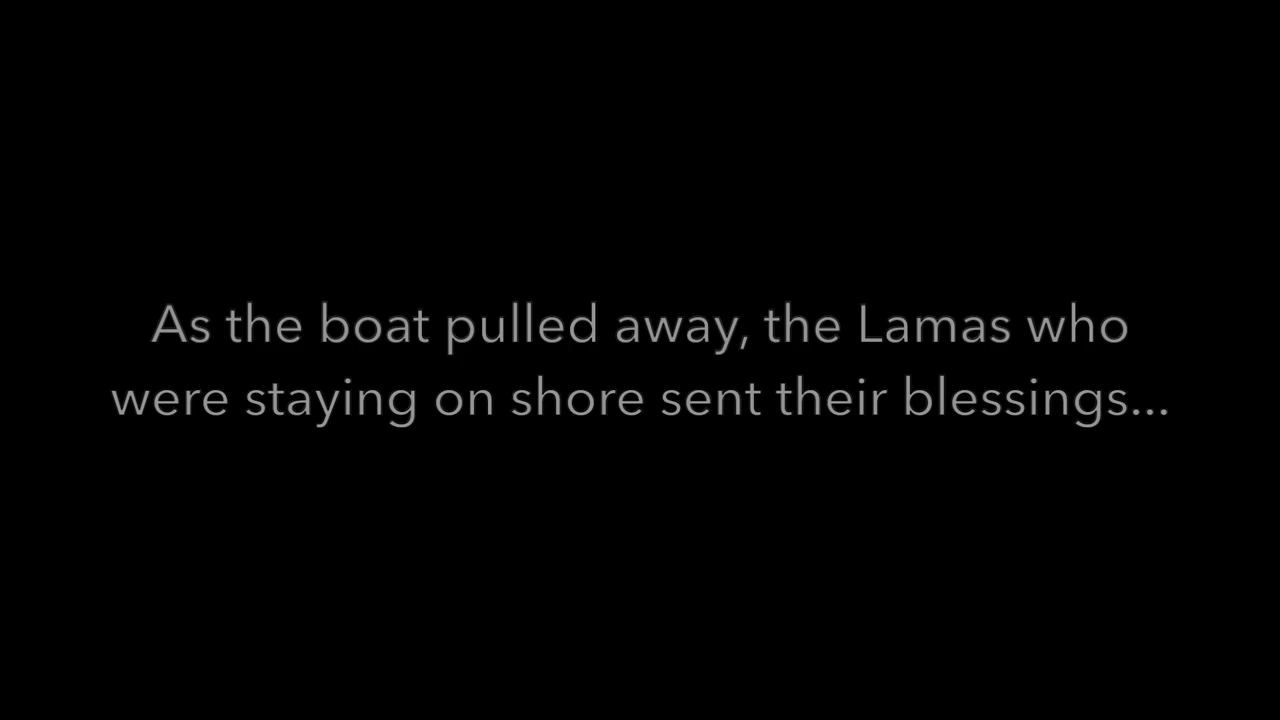 As the boat pulled away, the Lamas who
were staying on shore sent their blessings...